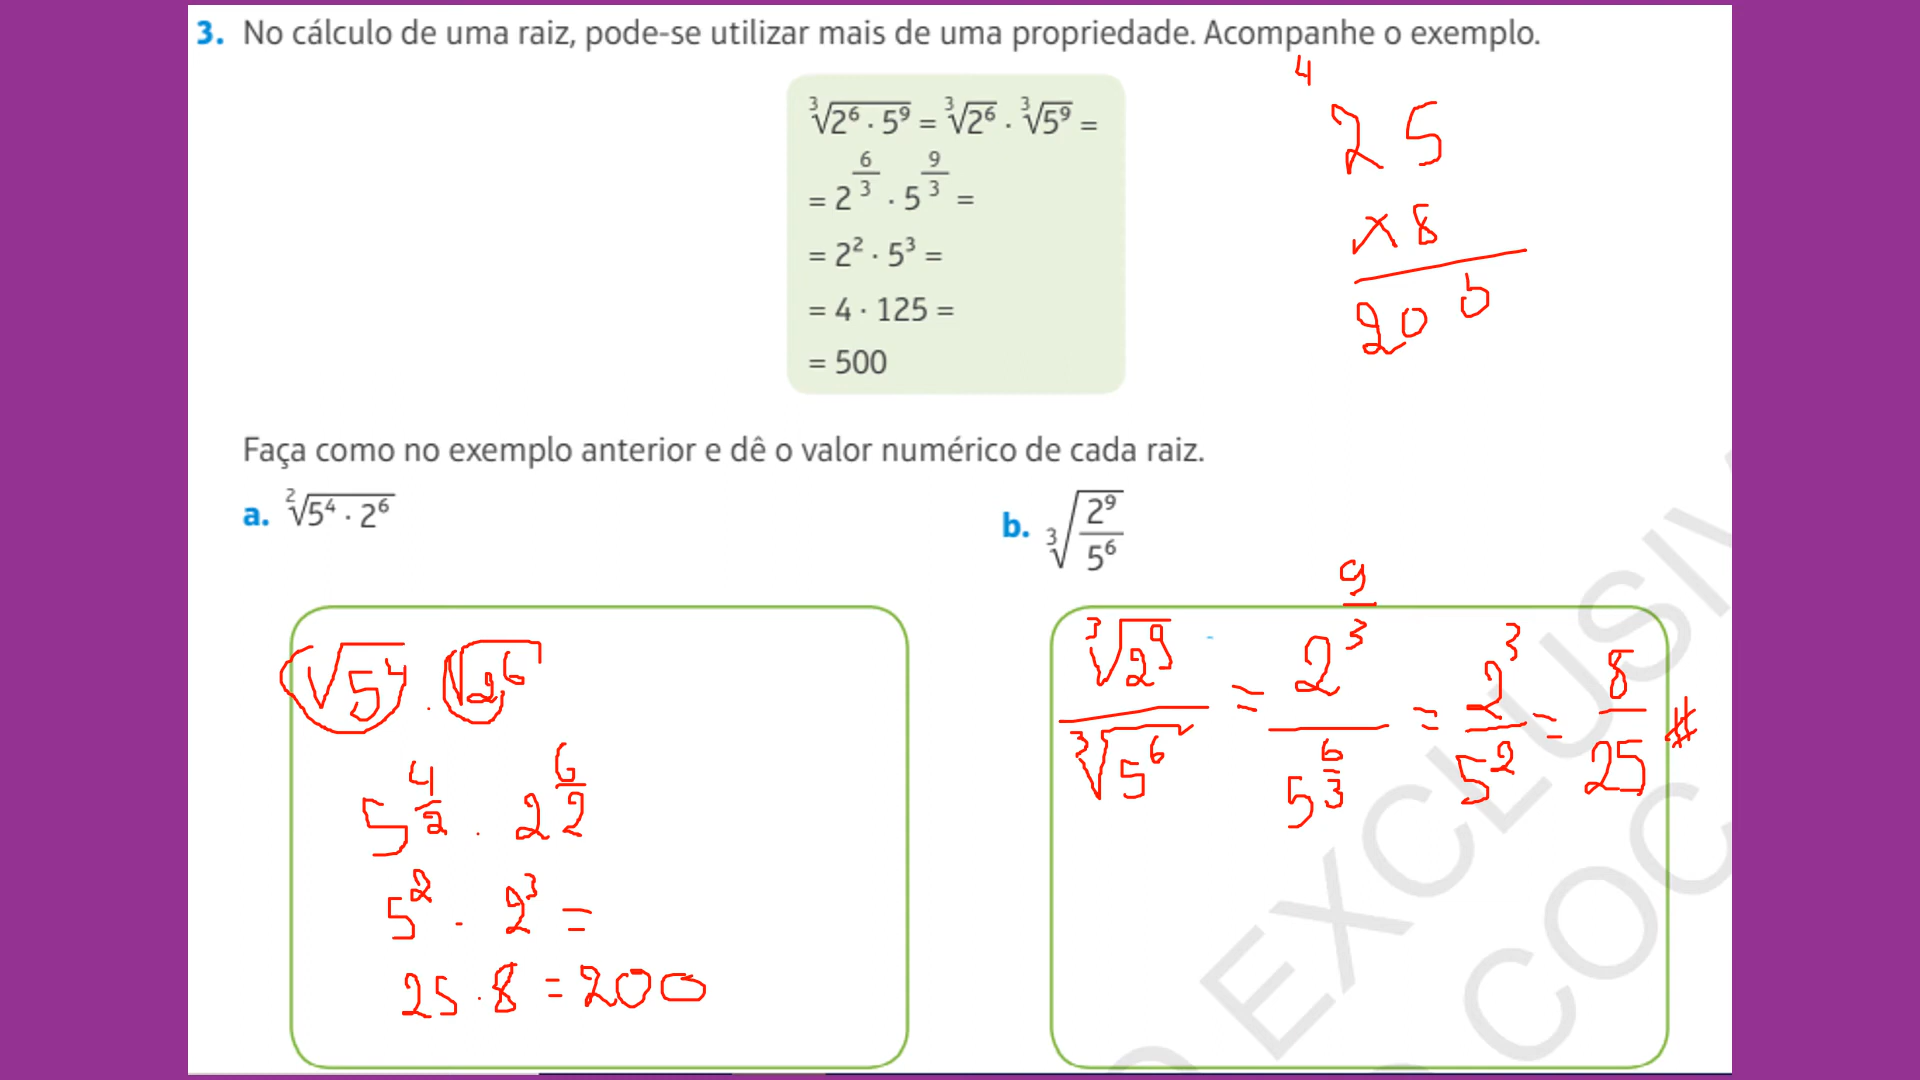 3. No cálculo de uma raiz, pode-se utilizar mais de uma propriedade. Acompanhe o exemplo.
∛(2⁶ · 5⁹) = ∛2⁶ · ∛5⁹ =
= 2^(6/3) · 5^(9/3) =
= 2² · 5³ =
= 4 · 125 =
= 500
4
25
×8
200
Faça como no exemplo anterior e dê o valor numérico de cada raiz.
a. ²√(5⁴ · 2⁶)
b. ∛(2⁹/5⁶)
√5⁴ . √2⁶
5^(4/2) . 2^(6/2)
5² . 2³ =
25 . 8 = 200
∛2⁹/∛5⁶ = 2^(9/3)/5^(6/3) = 2³/5² = 8/25 #
EXCLUSIV
COC